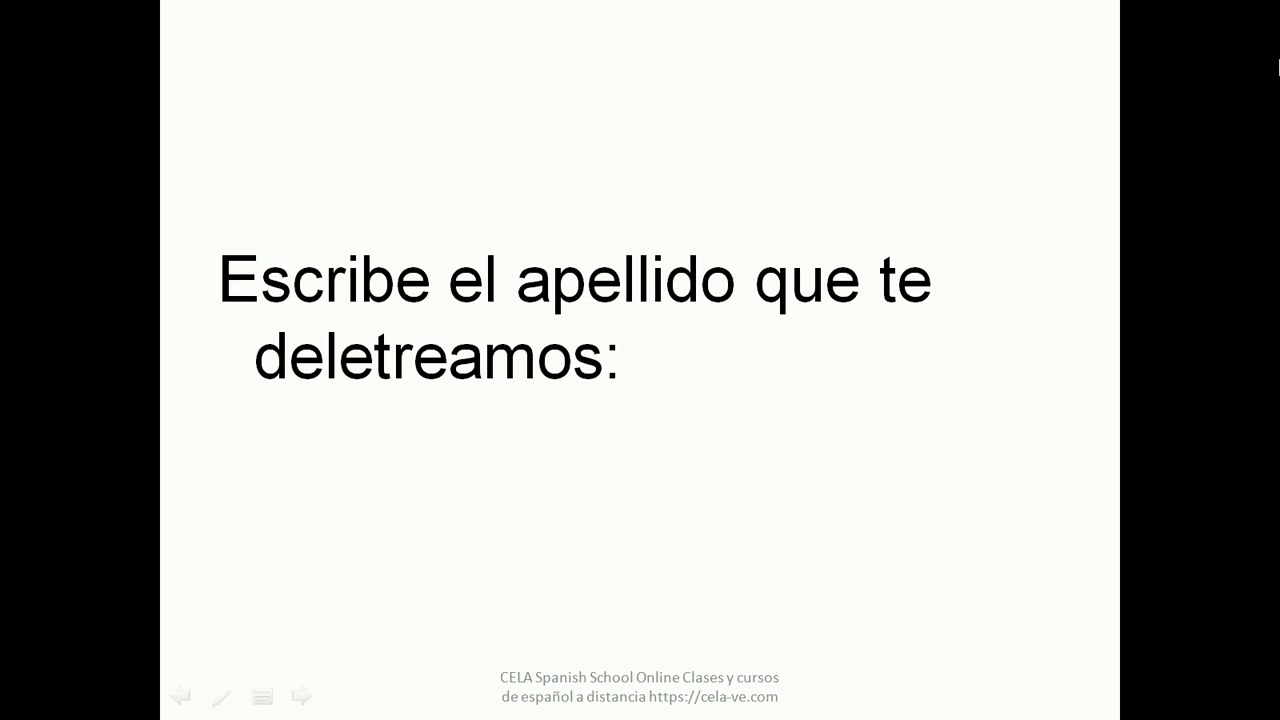 Escribe el apellido que te
deletreamos:
CELA Spanish School Online Clases y cursos
de español a distancia https://cela-ve.com